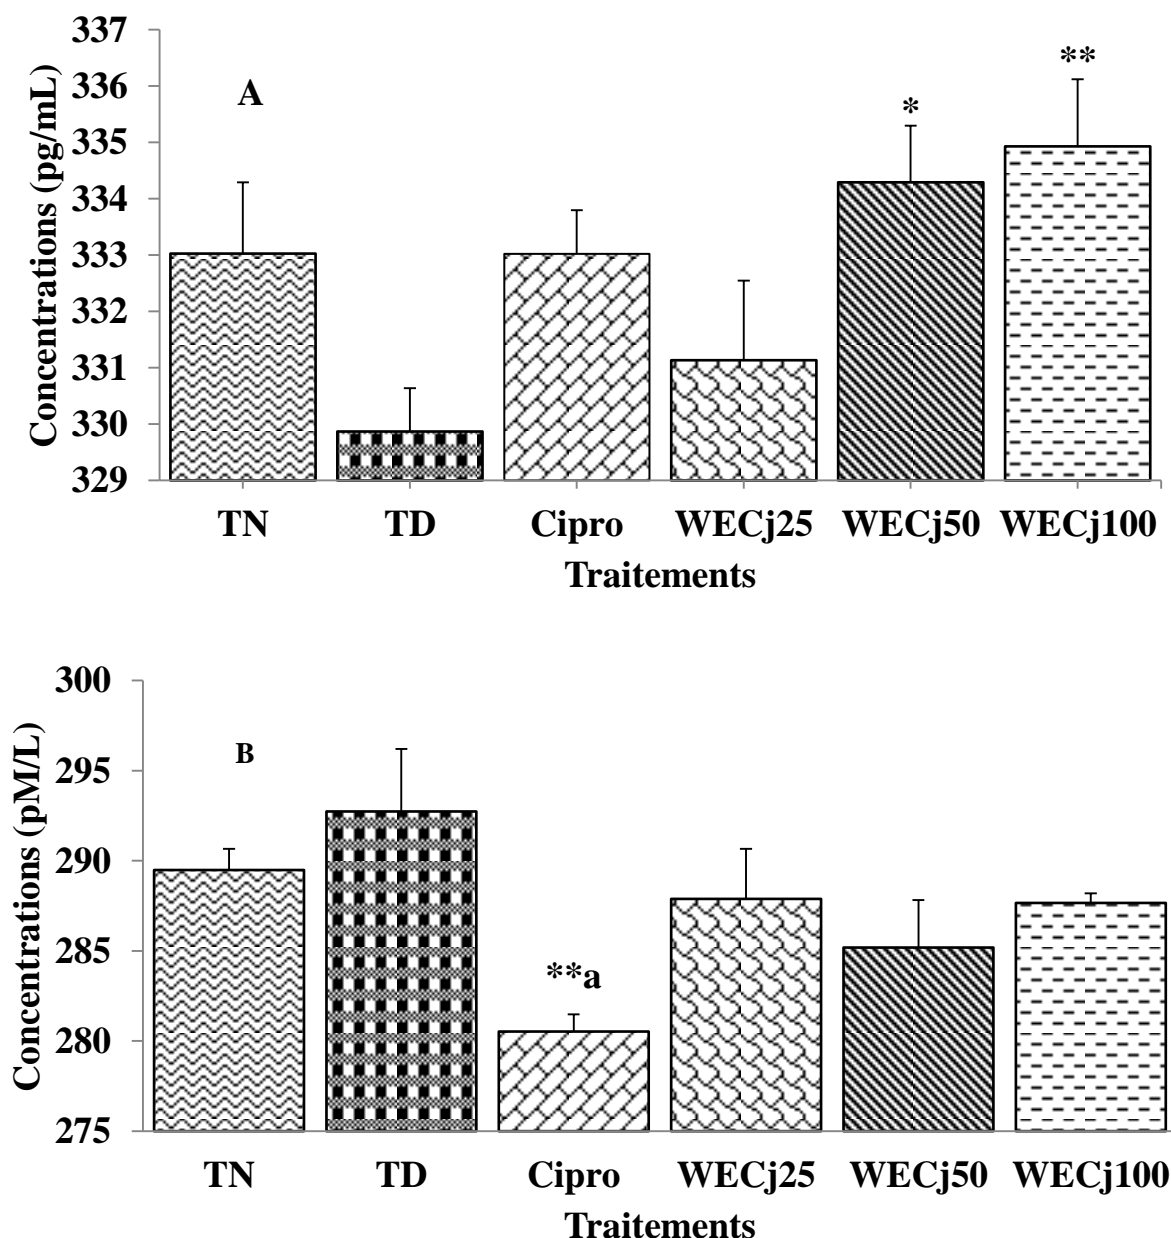 Concentrations (pg/mL)
337
336
335
334
333
332
331
330
329
A
*
**
TN TD Cipro WECj25 WECj50 WECj100
Traitements
Concentrations (pM/L)
300
295
290
285
280
275
B
**a
TN TD Cipro WECj25 WECj50 WECj100
Traitements